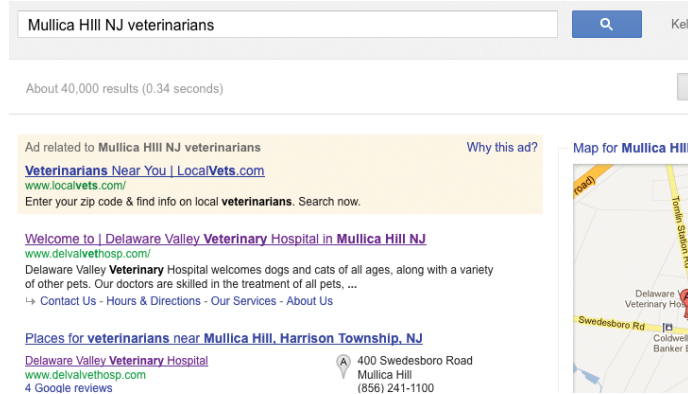 Mullica HIll NJ veterinarians
Kel
About 40,000 results (0.34 seconds)
Ad related to Mullica HIll NJ veterinarians
Why this ad?
Veterinarians Near You | LocalVets.com
www.localvets.com/
Enter your zip code & find info on local veterinarians. Search now.
Welcome to | Delaware Valley Veterinary Hospital in Mullica Hill NJ
www.delvalvethosp.com/
Delaware Valley Veterinary Hospital welcomes dogs and cats of all ages, along with a variety
of other pets. Our doctors are skilled in the treatment of all pets, ...
Contact Us - Hours & Directions - Our Services - About Us
Places for veterinarians near Mullica Hill, Harrison Township, NJ
Delaware Valley Veterinary Hospital
www.delvalvethosp.com
4 Google reviews
A
400 Swedesboro Road
Mullica Hill
(856) 241-1100
Map for Mullica HIll
road)
Tomlin Station R
Delaware V
Veterinary Hos
A
Swedesboro Rd
Coldwell
Banker